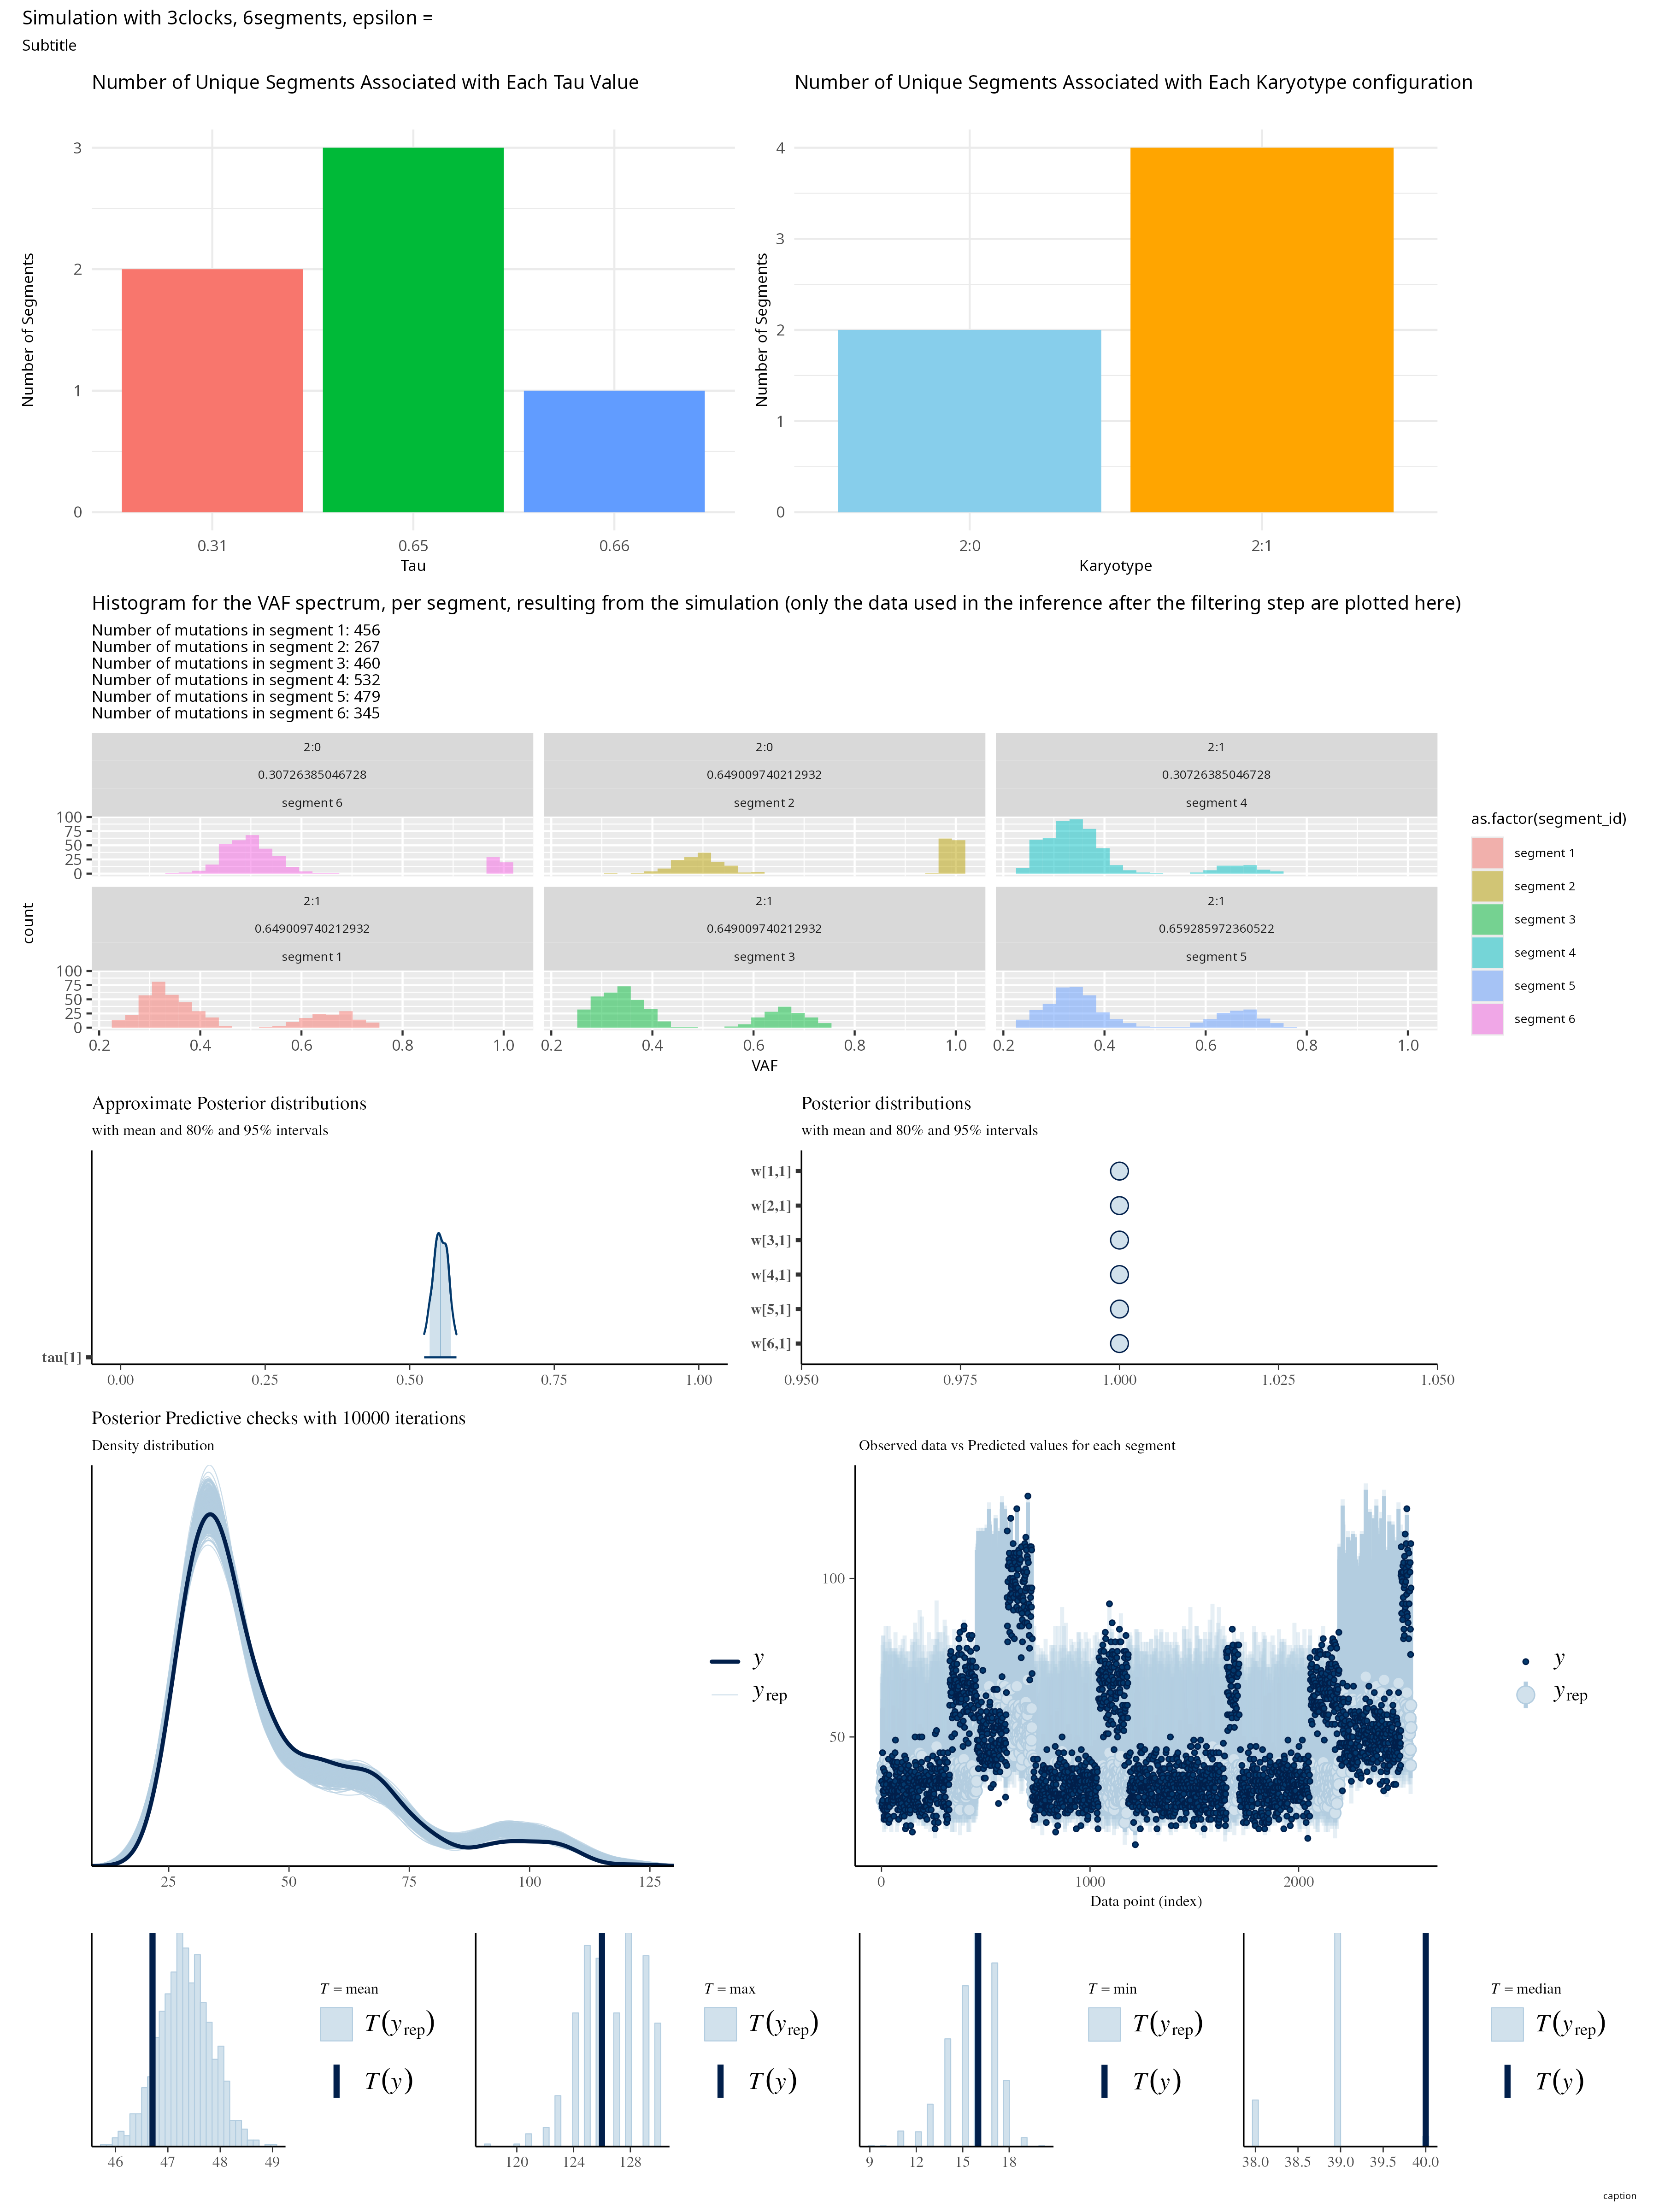 Simulation with 3clocks, 6segments, epsilon =
Subtitle
Number of Unique Segments Associated with Each Tau Value
Number of Segments
3
2
1
0
0.31
0.65
0.66
Tau
Number of Unique Segments Associated with Each Karyotype configuration
Number of Segments
4
3
2
1
0
2:0
2:1
Karyotype
Histogram for the VAF spectrum, per segment, resulting from the simulation (only the data used in the inference after the filtering step are plotted here)
Number of mutations in segment 1: 456
Number of mutations in segment 2: 267
Number of mutations in segment 3: 460
Number of mutations in segment 4: 532
Number of mutations in segment 5: 479
Number of mutations in segment 6: 345
2:0
0.30726385046728
segment 6
2:0
0.649009740212932
segment 2
2:1
0.30726385046728
segment 4
100
75
50
25
0
2:1
0.649009740212932
segment 1
2:1
0.649009740212932
segment 3
2:1
0.659285972360522
segment 5
100
75
50
25
0
count
0.2 0.4 0.6 0.8 1.0
0.2 0.4 0.6 0.8 1.0
0.2 0.4 0.6 0.8 1.0
VAF
as.factor(segment_id)
segment 1
segment 2
segment 3
segment 4
segment 5
segment 6
Approximate Posterior distributions
with mean and 80% and 95% intervals
tau[1]
0.00 0.25 0.50 0.75 1.00
Posterior distributions
with mean and 80% and 95% intervals
w[1,1]
w[2,1]
w[3,1]
w[4,1]
w[5,1]
w[6,1]
0.950 0.975 1.000 1.025 1.050
Posterior Predictive checks with 10000 iterations
Density distribution
25 50 75 100 125
y
yrep
Observed data vs Predicted values for each segment
100
50
0 1000 2000
Data point (index)
y
yrep
46 47 48 49
T = mean
T(yrep)
T(y)
120 124 128
T = max
T(yrep)
T(y)
9 12 15 18
T = min
T(yrep)
T(y)
38.0 38.5 39.0 39.5 40.0
T = median
T(yrep)
T(y)
caption